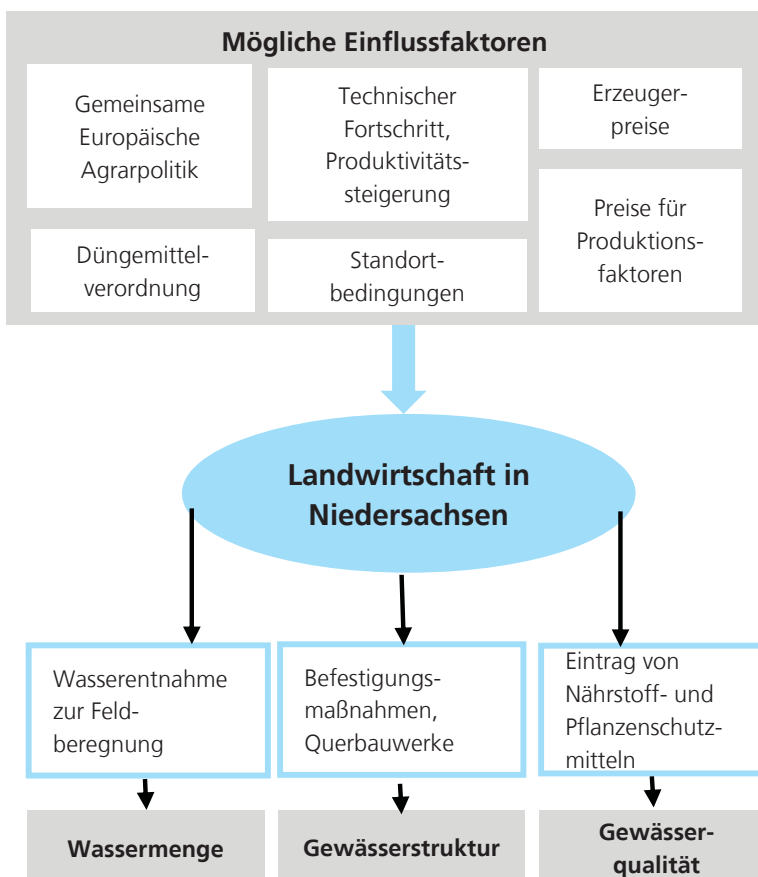 Mögliche Einflussfaktoren
Gemeinsame
Europäische
Agrarpolitik
Technischer
Fortschritt,
Produktivitäts-
steigerung
Erzeuger-
preise
Düngemittel-
verordnung
Standort-
bedingungen
Preise für
Produktions-
faktoren
Landwirtschaft in
Niedersachsen
Wasserentnahme
zur Feld-
beregnung
Befestigungs-
maßnahmen,
Querbauwerke
Eintrag von
Nährstoff- und
Pflanzenschutz-
mitteln
Wassermenge
Gewässerstruktur
Gewässer-
qualität